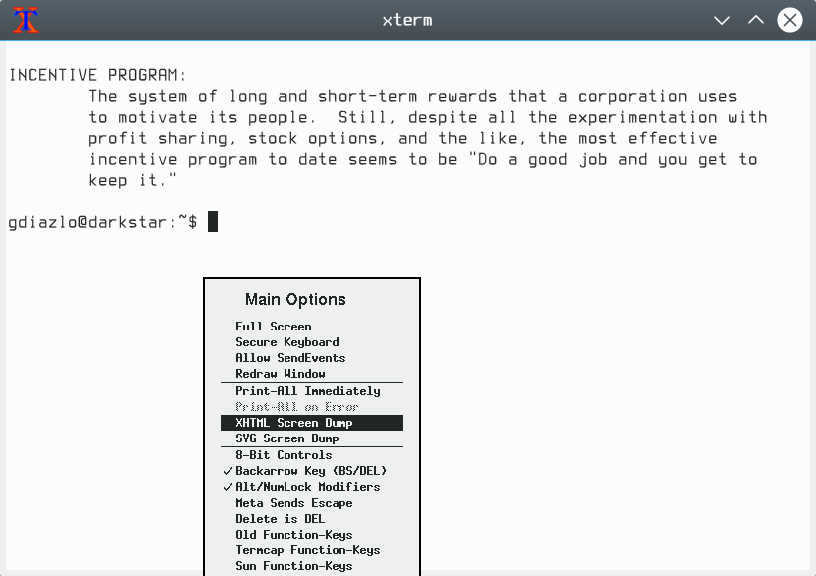 xterm
INCENTIVE PROGRAM:
The system of long and short-term rewards that a corporation uses
to motivate its people.  Still, despite all the experimentation with
profit sharing, stock options, and the like, the most effective
incentive program to date seems to be "Do a good job and you get to
keep it."
gdiazlo@darkstar:~$
Main Options
Full Screen
Secure Keyboard
Allow SendEvents
Redraw Window
Print-All Immediately
Print-All on Error
XHTML Screen Dump
SVG Screen Dump
8-Bit Controls
✓Backarrow Key (BS/DEL)
✓Alt/NumLock Modifiers
Meta Sends Escape
Delete is DEL
Old Function-Keys
Termcap Function-Keys
Sun Function-Keys